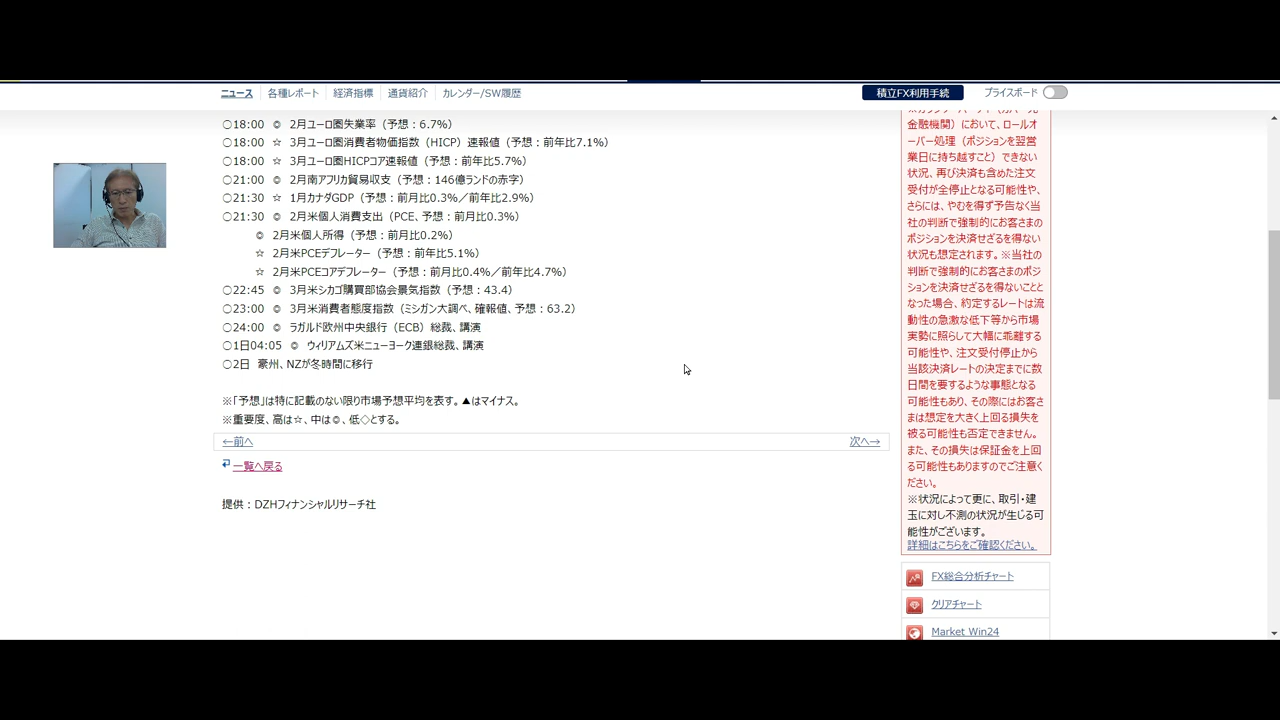 ニュース 各種レポート 経済指標 通貨紹介 カレンダー/SW履歴 積立FX利用手続 プライスボード
○18:00 ◎ 2月ユーロ圏失業率（予想：6.7%）
○18:00 ☆ 3月ユーロ圏消費者物価指数（HICP）速報値（予想：前年比7.1%）
○18:00 ☆ 3月ユーロ圏HICPコア速報値（予想：前年比5.7%）
○21:00 ◎ 2月南アフリカ貿易収支（予想：146億ランドの赤字）
○21:30 ☆ 1月カナダGDP（予想：前月比0.3%／前年比2.9%）
○21:30 ◎ 2月米個人消費支出（PCE、予想：前月比0.3%）
◎ 2月米個人所得（予想：前月比0.2%）
☆ 2月米PCEデフレーター（予想：前年比5.1%）
☆ 2月米PCEコアデフレーター（予想：前月比0.4%／前年比4.7%）
○22:45 ◎ 3月米シカゴ購買部協会景気指数（予想：43.4）
○23:00 ◎ 3月米消費者態度指数（ミシガン大調べ、確報値、予想：63.2）
○24:00 ◎ ラガルド欧州中央銀行（ECB）総裁、講演
○1日04:05 ◎ ウィリアムズ米ニューヨーク連銀総裁、講演
○2日 豪州、NZが冬時間に移行
※「予想」は特に記載のない限り市場予想平均を表す。▲はマイナス。
※重要度、高は☆、中は◎、低◇とする。
←前へ 次へ→
一覧へ戻る
提供：DZHフィナンシャルリサーチ社
金融機関）において、ロールオ
ーバー処理（ポジションを翌営
業日に持ち越すこと）できない
状況、再び決済も含めた注文
受付が全停止となる可能性や、
さらには、やむを得ず予告なく当
社の判断で強制的にお客さまの
ポジションを決済せざるを得ない
状況も想定されます。※当社の
判断で強制的にお客さまのポジ
ションを決済せざるを得ないことと
なった場合、約定するレートは流
動性の急激な低下等から市場
実勢に照らして大幅に乖離する
可能性や、注文受付停止から
当該決済レートの決定までに数
日間を要するような事態となる
可能性もあり、その際にはお客さ
まは想定を大きく上回る損失を
被る可能性も否定できません。
また、その損失は保証金を上回
る可能性もありますのでご注意く
ださい。
※状況によって更に、取引・建
玉に対し不測の状況が生じる可
能性がございます。
詳細はこちらをご確認ください。
FX総合分析チャート
クリアチャート
Market Win24